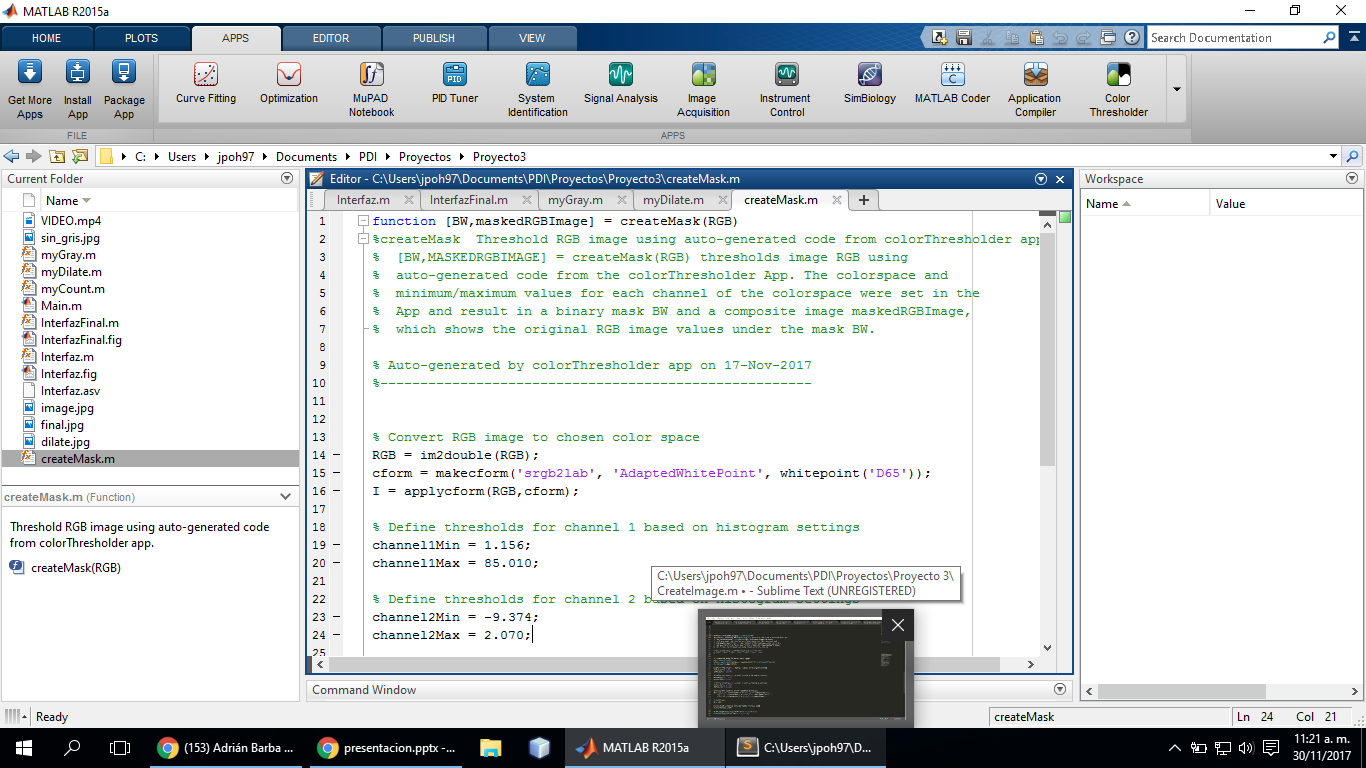 MATLAB R2015a
HOME
PLOTS
APPS
EDITOR
PUBLISH
VIEW
Search Documentation
Get More Apps
Install App
Package App
Curve Fitting
Optimization
MuPAD Notebook
PID Tuner
System Identification
Signal Analysis
Image Acquisition
Instrument Control
SimBiology
MATLAB Coder
Application Compiler
Color Thresholder
FILE
APPS
C: Users jpoh97 Documents PDI Proyectos Proyecto3
Current Folder
Name
VIDEO.mp4
sin_gris.jpg
myGray.m
myDilate.m
myCount.m
Main.m
InterfazFinal.m
InterfazFinal.fig
Interfaz.m
Interfaz.fig
Interfaz.asv
image.jpg
final.jpg
dilate.jpg
createMask.m
createMask.m (Function)
Threshold RGB image using auto-generated code
from colorThresholder app.
createMask(RGB)
Editor - C:\Users\jpoh97\Documents\PDI\Proyectos\Proyecto3\createMask.m
Interfaz.m
InterfazFinal.m
myGray.m
myDilate.m
createMask.m
1 function [BW,maskedRGBImage] = createMask(RGB)
2 %createMask  Threshold RGB image using auto-generated code from colorThresholder app
3 %  [BW,MASKEDRGBIMAGE] = createMask(RGB) thresholds image RGB using
4 %  auto-generated code from the colorThresholder App. The colorspace and
5 %  minimum/maximum values for each channel of the colorspace were set in the
6 %  App and result in a binary mask BW and a composite image maskedRGBImage,
7 %  which shows the original RGB image values under the mask BW.
8
9 % Auto-generated by colorThresholder app on 17-Nov-2017
10 %------------------------------------------------------
11
12
13 % Convert RGB image to chosen color space
14 RGB = im2double(RGB);
15 cform = makecform('srgb2lab', 'AdaptedWhitePoint', whitepoint('D65'));
16 I = applycform(RGB,cform);
17
18 % Define thresholds for channel 1 based on histogram settings
19 channel1Min = 1.156;
20 channel1Max = 85.010;
21
22 % Define thresholds for channel 2 based on histogram settings
23 channel2Min = -9.374;
24 channel2Max = 2.070;
25
C:\Users\jpoh97\Documents\PDI\Proyectos\Proyecto 3\
CreateImage.m • - Sublime Text (UNREGISTERED)
Command Window
Workspace
Name
Value
Ready
createMask
Ln 24 Col 21
(153) Adrián Barba ...
presentacion.pptx -...
MATLAB R2015a
C:\Users\jpoh97\D...
11:21 a. m.
30/11/2017